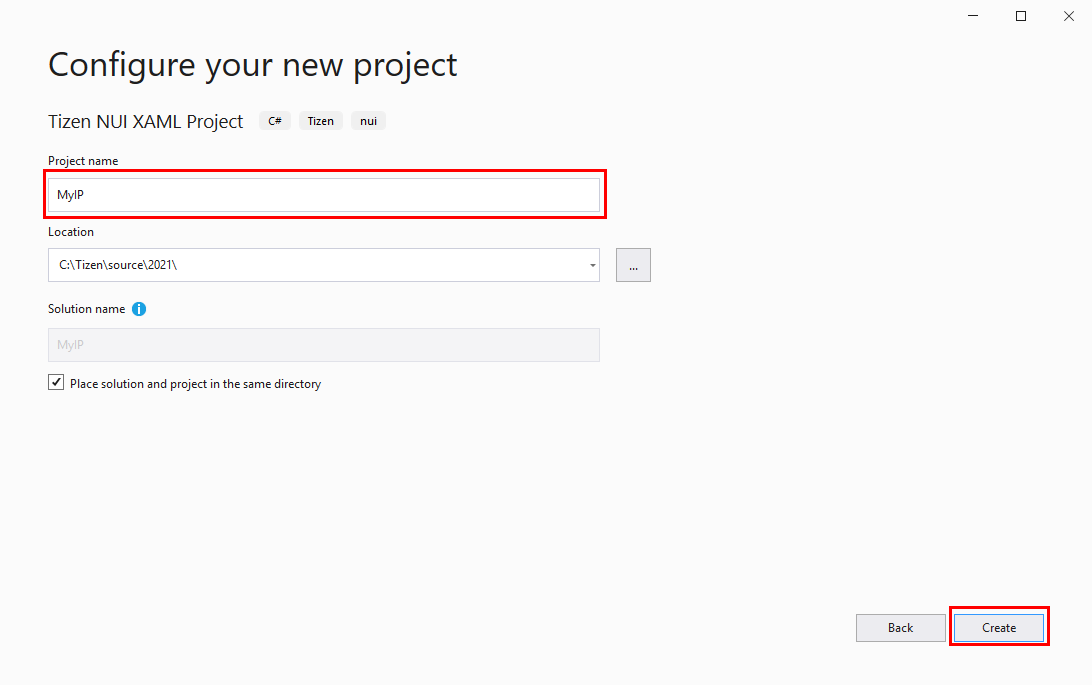 Configure your new project
Tizen NUI XAML Project C# Tizen nui
Project name
MyIP
Location
C:\Tizen\source\2021\
...
Solution name
MyIP
Place solution and project in the same directory
Back Create